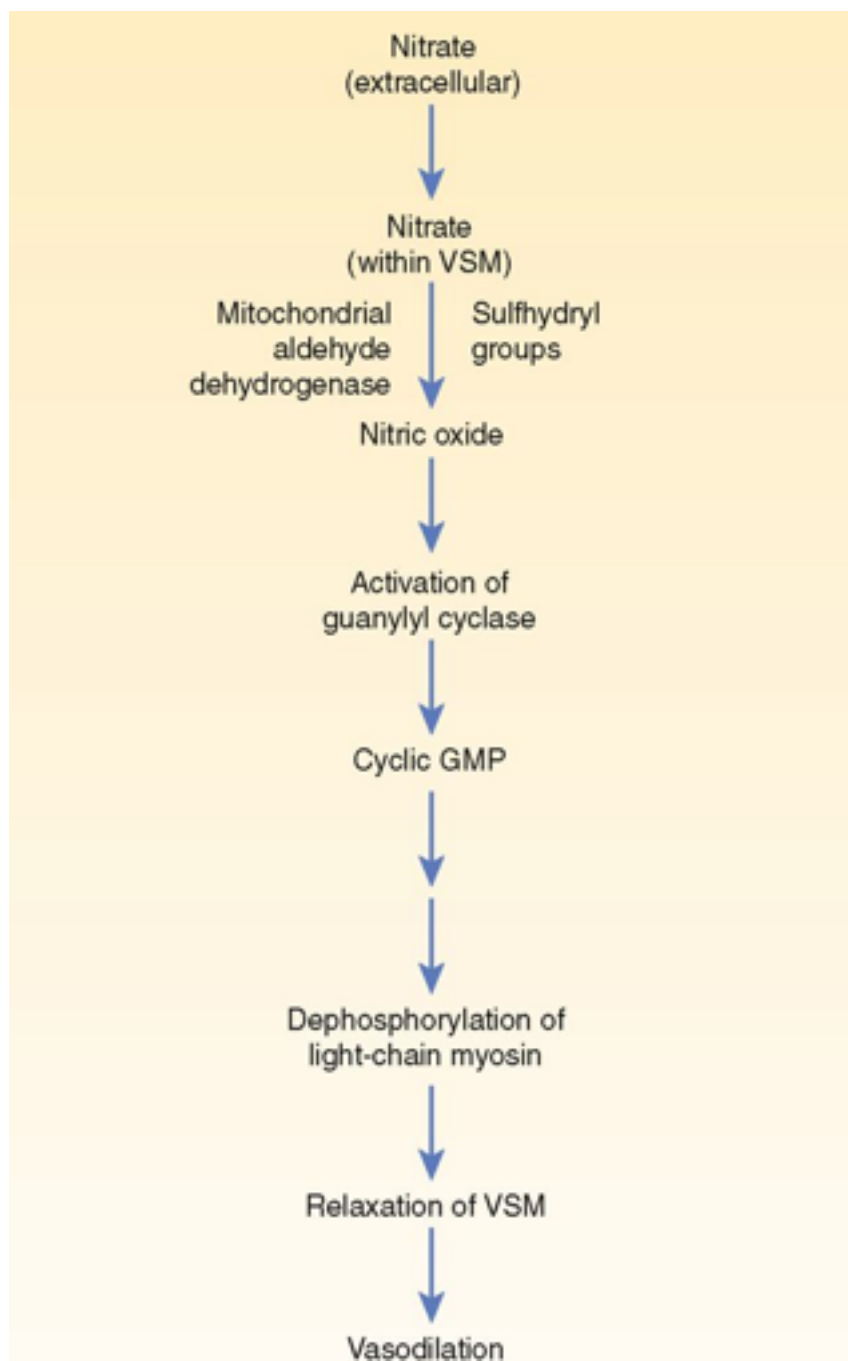 Nitrate
(extracellular)
Nitrate
(within VSM)
Mitochondrial
aldehyde
dehydrogenase
Sulfhydryl
groups
Nitric oxide
Activation of
guanylyl cyclase
Cyclic GMP
Dephosphorylation of
light-chain myosin
Relaxation of VSM
Vasodilation